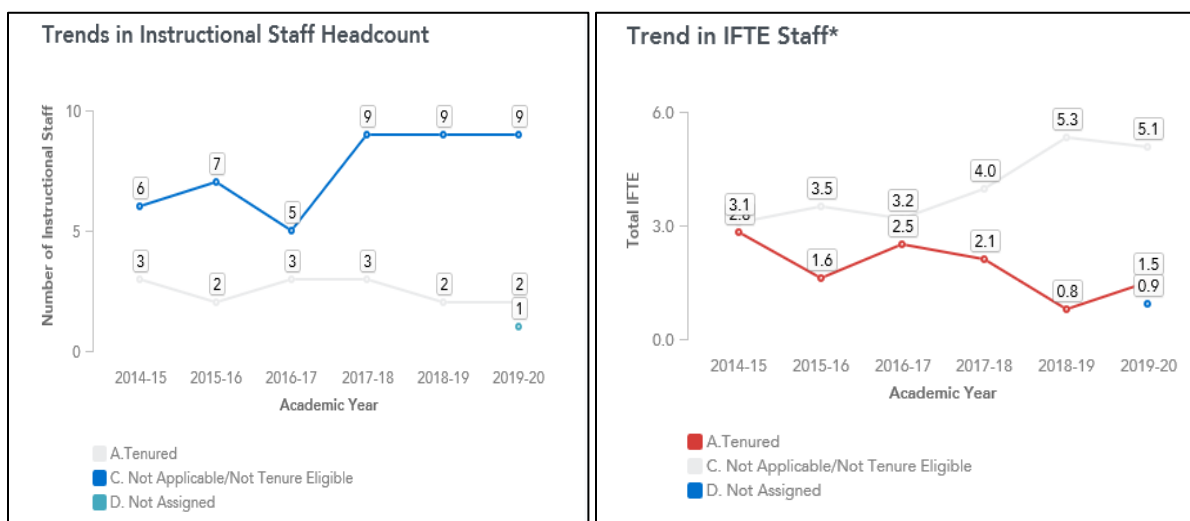 Trends in Instructional Staff Headcount
Number of Instructional Staff
10
5
0
6
7
5
9
9
9
3
2
3
3
2
2
1
2014-15 2015-16 2016-17 2017-18 2018-19 2019-20
Academic Year
A.Tenured
C. Not Applicable/Not Tenure Eligible
D. Not Assigned
Trend in IFTE Staff*
Total IFTE
6.0
3.0
0.0
3.1
3.5
3.2
4.0
5.3
5.1
1.6
2.5
2.1
0.8
1.5
0.9
2014-15 2015-16 2016-17 2017-18 2018-19 2019-20
Academic Year
A.Tenured
C. Not Applicable/Not Tenure Eligible
D. Not Assigned